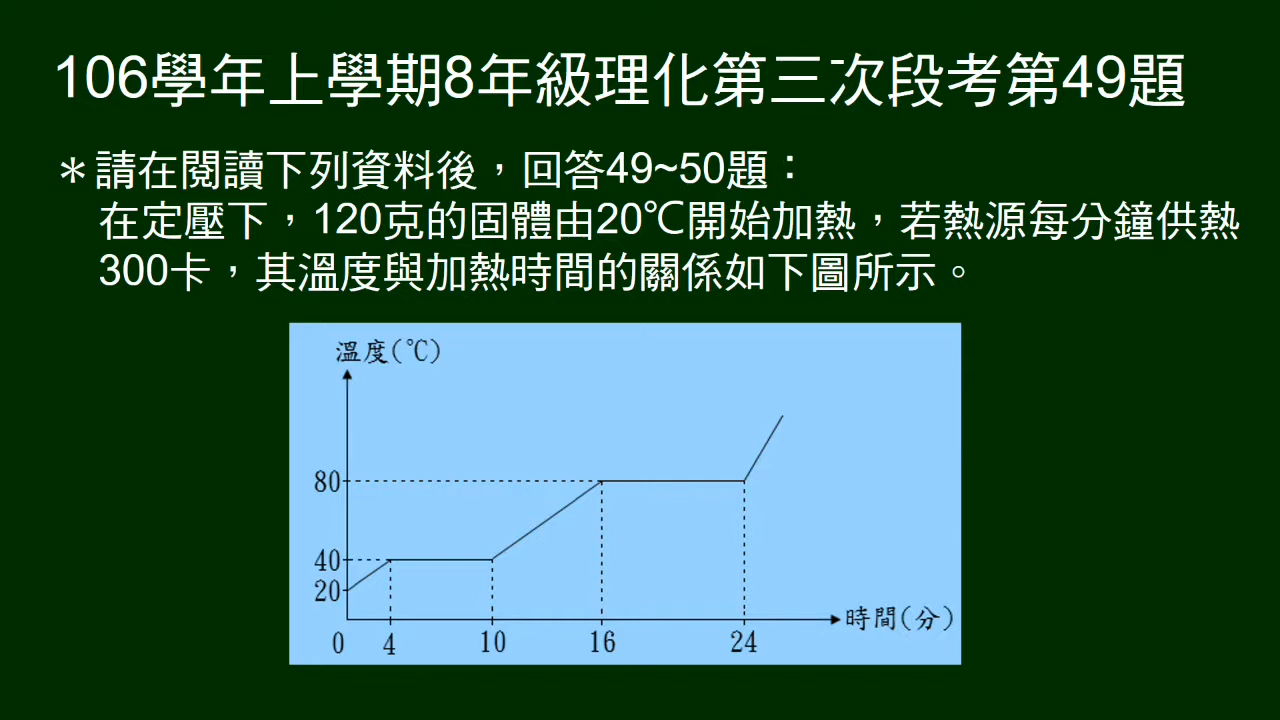 106學年上學期8年級理化第三次段考第49題
＊請在閱讀下列資料後，回答49~50題：
在定壓下，120克的固體由20℃開始加熱，若熱源每分鐘供熱
300卡，其溫度與加熱時間的關係如下圖所示。
溫度(℃)
80
40
20
時間(分)
0 4 10 16 24